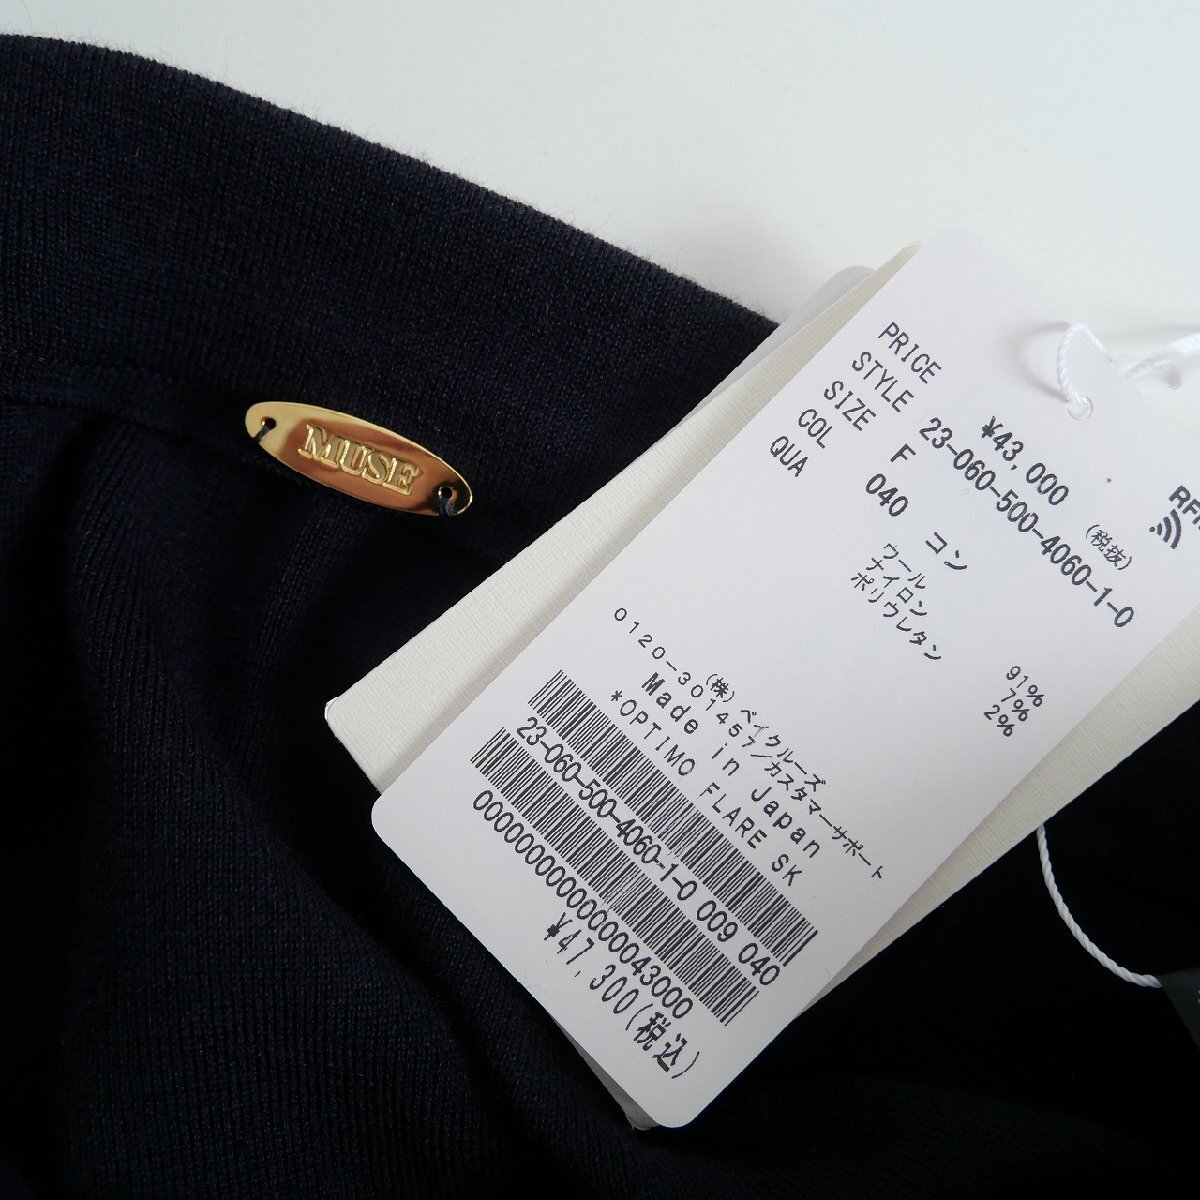 MUSE
PRICE ¥43,000 (税抜)
STYLE 23-060-500-4060-1-0
SIZE F
COL 040 コン
QUA ウール 91%
ナイロン 7%
ポリウレタン 2%
(株)ベイクルーズ
0120-301457/カスタマーサポート
Made in Japan
*OPTIMO FLARE SK
23-060-500-4060-1-0 009 040
¥47,300(税込)